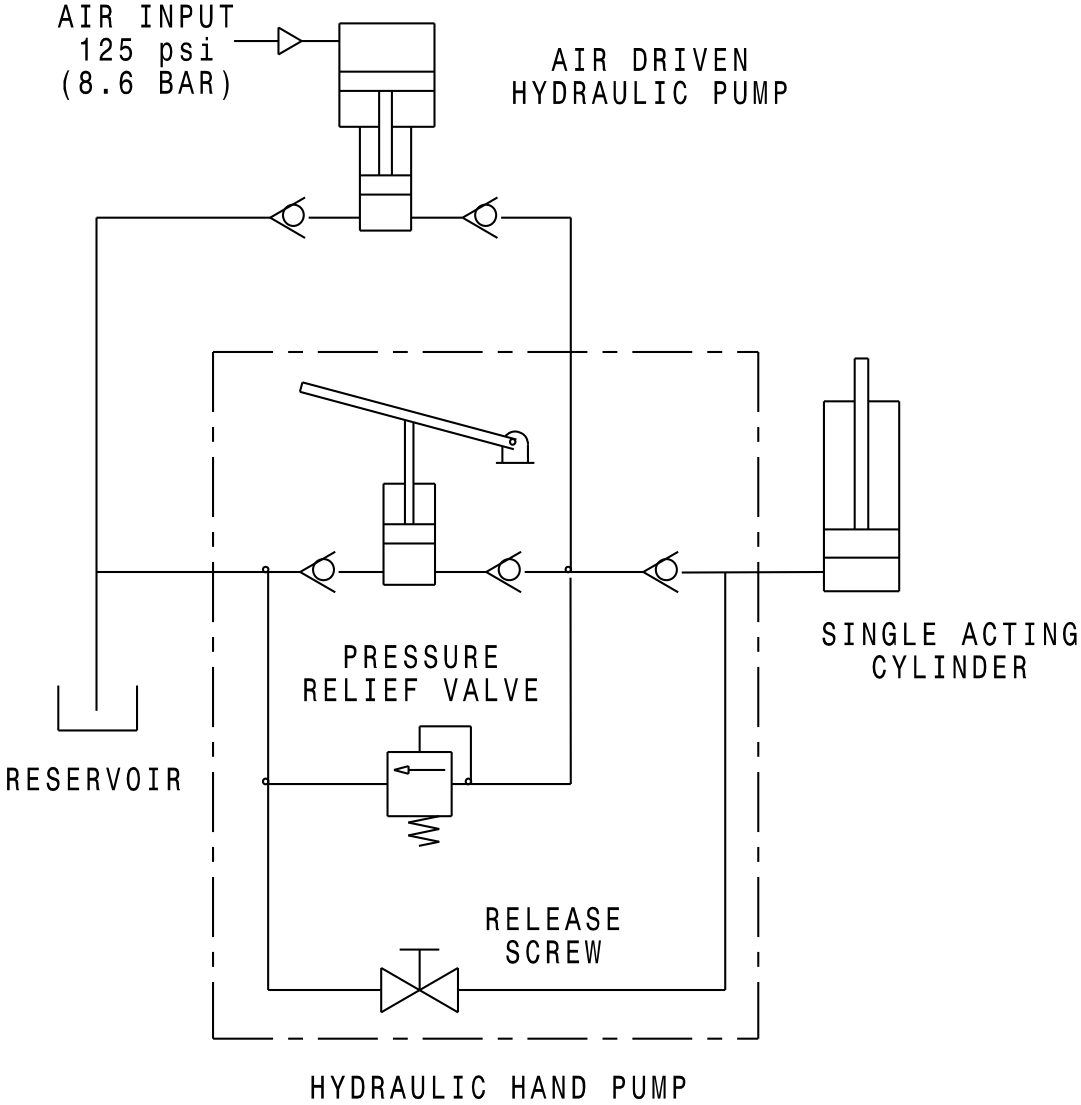 AIR INPUT
125 psi
(8.6 BAR)
AIR DRIVEN
HYDRAULIC PUMP
SINGLE ACTING
CYLINDER
PRESSURE
RELIEF VALVE
RESERVOIR
RELEASE
SCREW
HYDRAULIC HAND PUMP